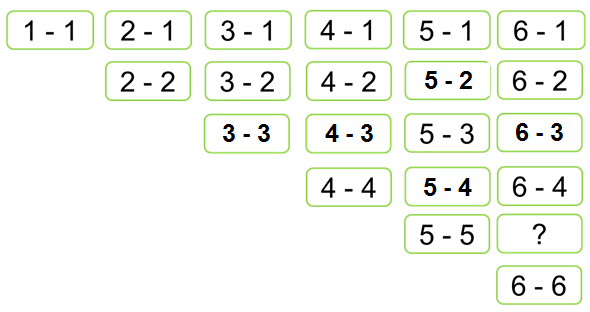 1 - 1 2 - 1 3 - 1 4 - 1 5 - 1 6 - 1
2 - 2 3 - 2 4 - 2 5 - 2 6 - 2
3 - 3 4 - 3 5 - 3 6 - 3
4 - 4 5 - 4 6 - 4
5 - 5 ?
6 - 6